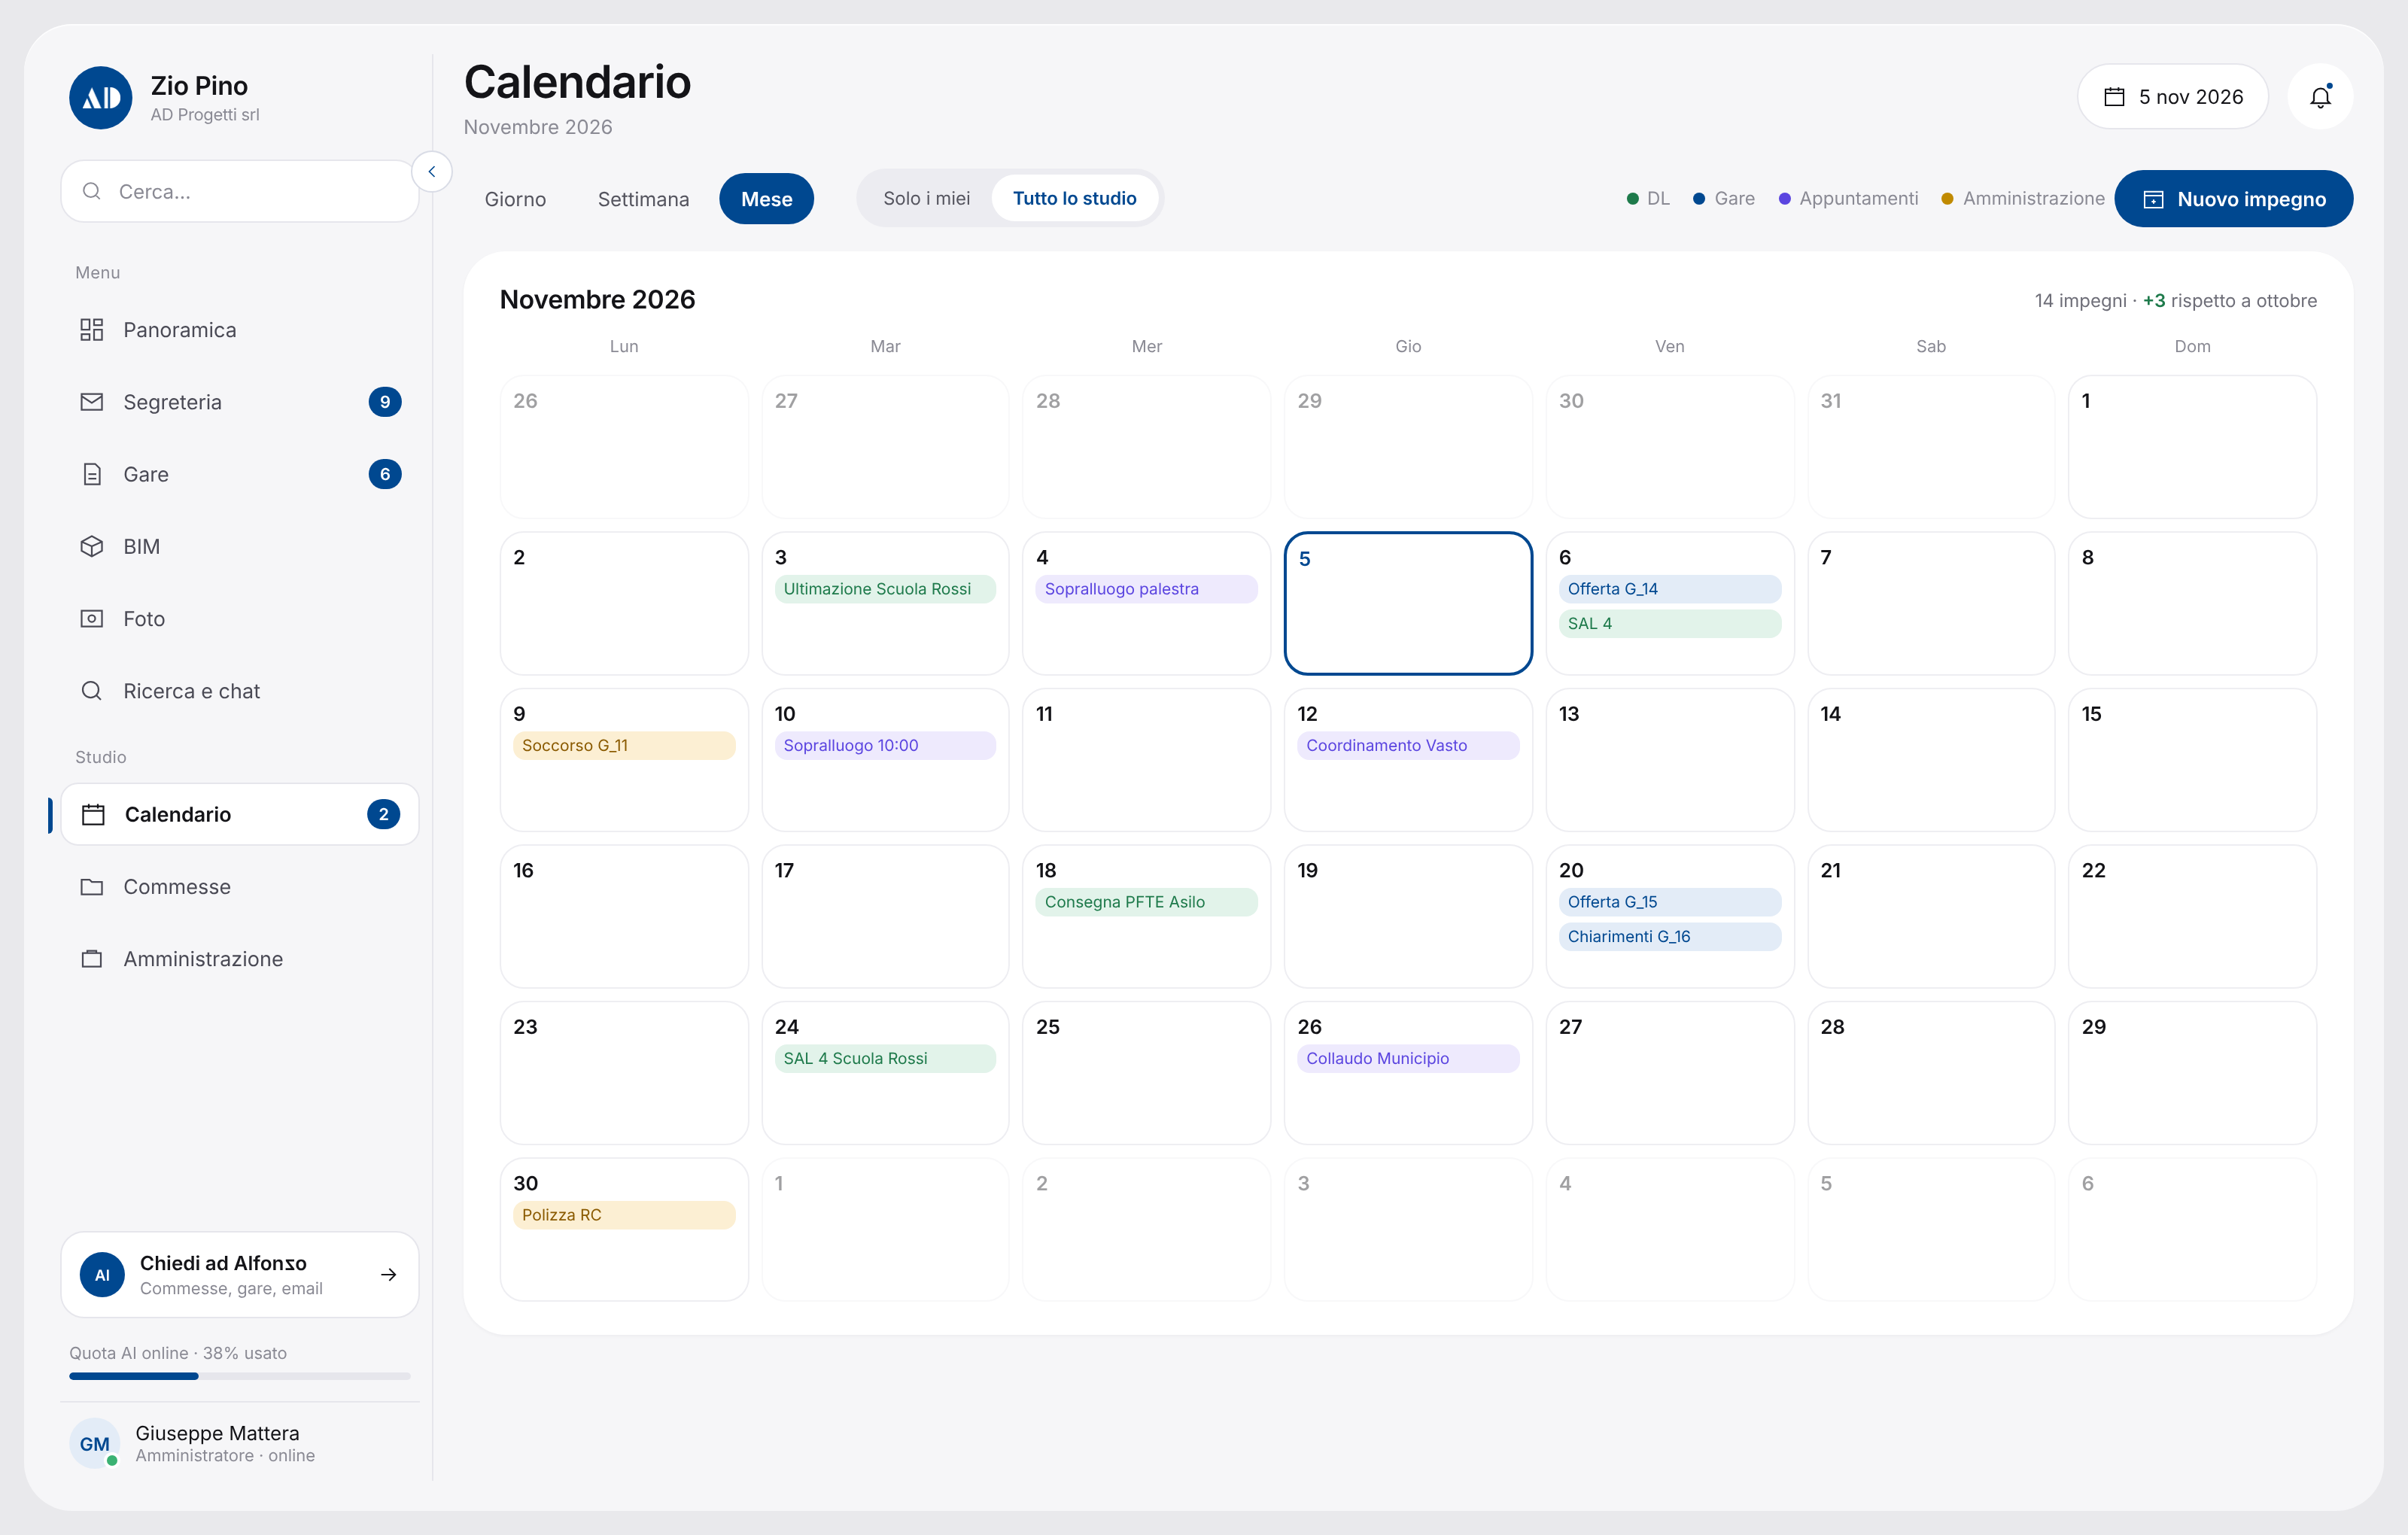 AD
Zio Pino
AD Progetti srl
Cerca...
Menu
Panoramica
Segreteria 9
Gare 6
BIM
Foto
Ricerca e chat
Studio
Calendario 2
Commesse
Amministrazione
AI
Chiedi ad Alfonzo
Commesse, gare, email
Quota AI online · 38% usato
GM
Giuseppe Mattera
Amministratore · online
Calendario
Novembre 2026
5 nov 2026
Giorno Settimana Mese Solo i miei Tutto lo studio
DL Gare Appuntamenti Amministrazione Nuovo impegno
Novembre 2026
14 impegni · +3 rispetto a ottobre
Lun Mar Mer Gio Ven Sab Dom
26 27 28 29 30 31 1
2 3 4 5 6 7 8
Ultimazione Scuola Rossi Sopralluogo palestra Offerta G_14
SAL 4
9 10 11 12 13 14 15
Soccorso G_11 Sopralluogo 10:00 Coordinamento Vasto
16 17 18 19 20 21 22
Consegna PFTE Asilo Offerta G_15
Chiarimenti G_16
23 24 25 26 27 28 29
SAL 4 Scuola Rossi Collaudo Municipio
30 1 2 3 4 5 6
Polizza RC